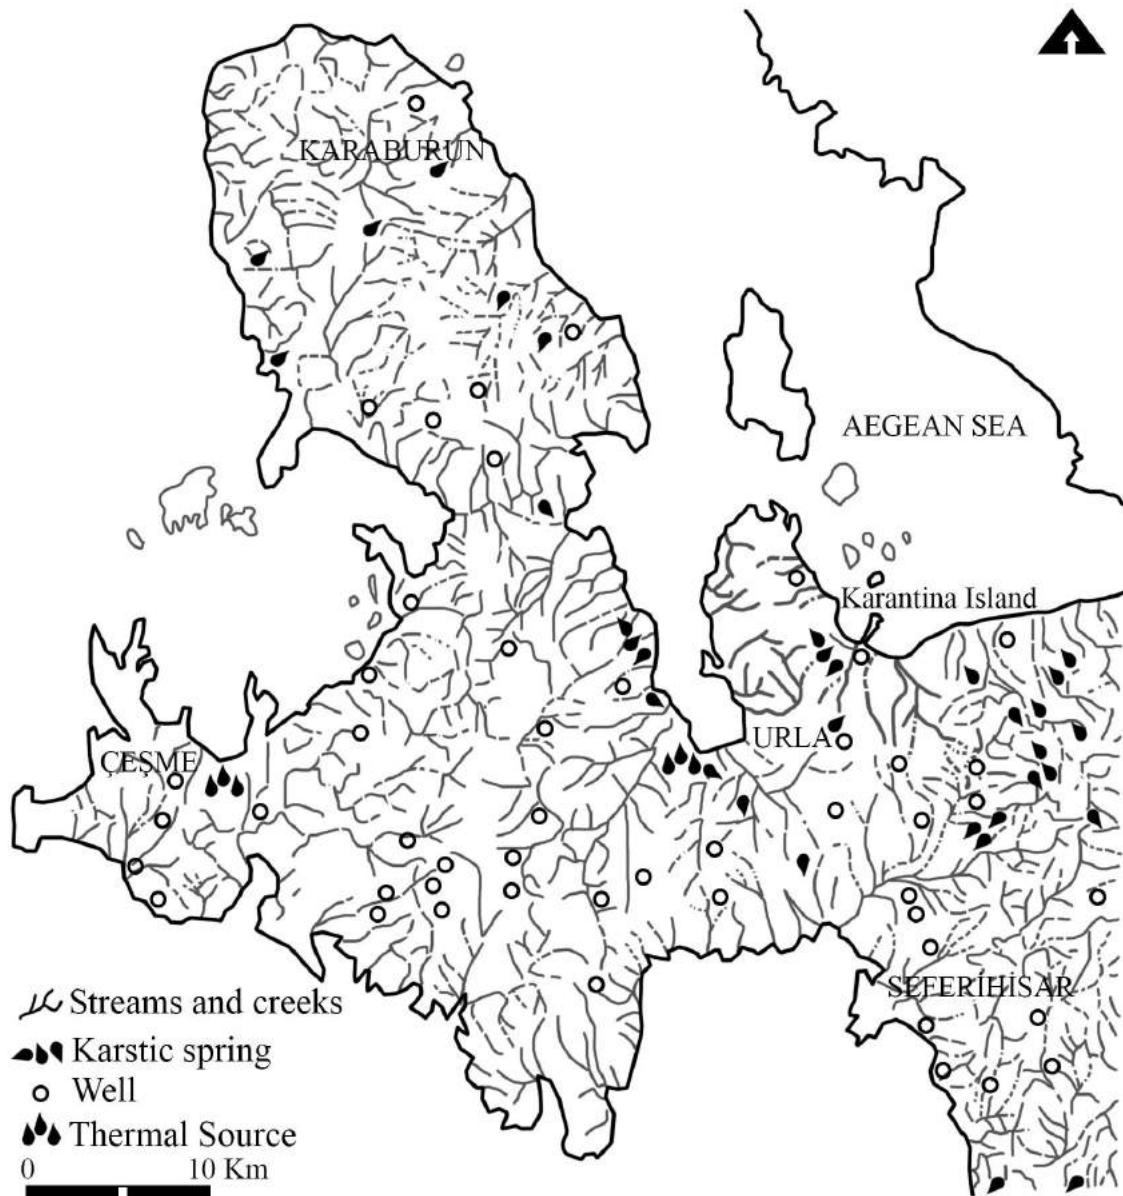 KARABURUN
AEGEAN SEA
Karantina Island
URLA
ÇEŞME
SEFERİHİSAR
Streams and creeks
Karstic spring
Well
Thermal Source
0 10 Km